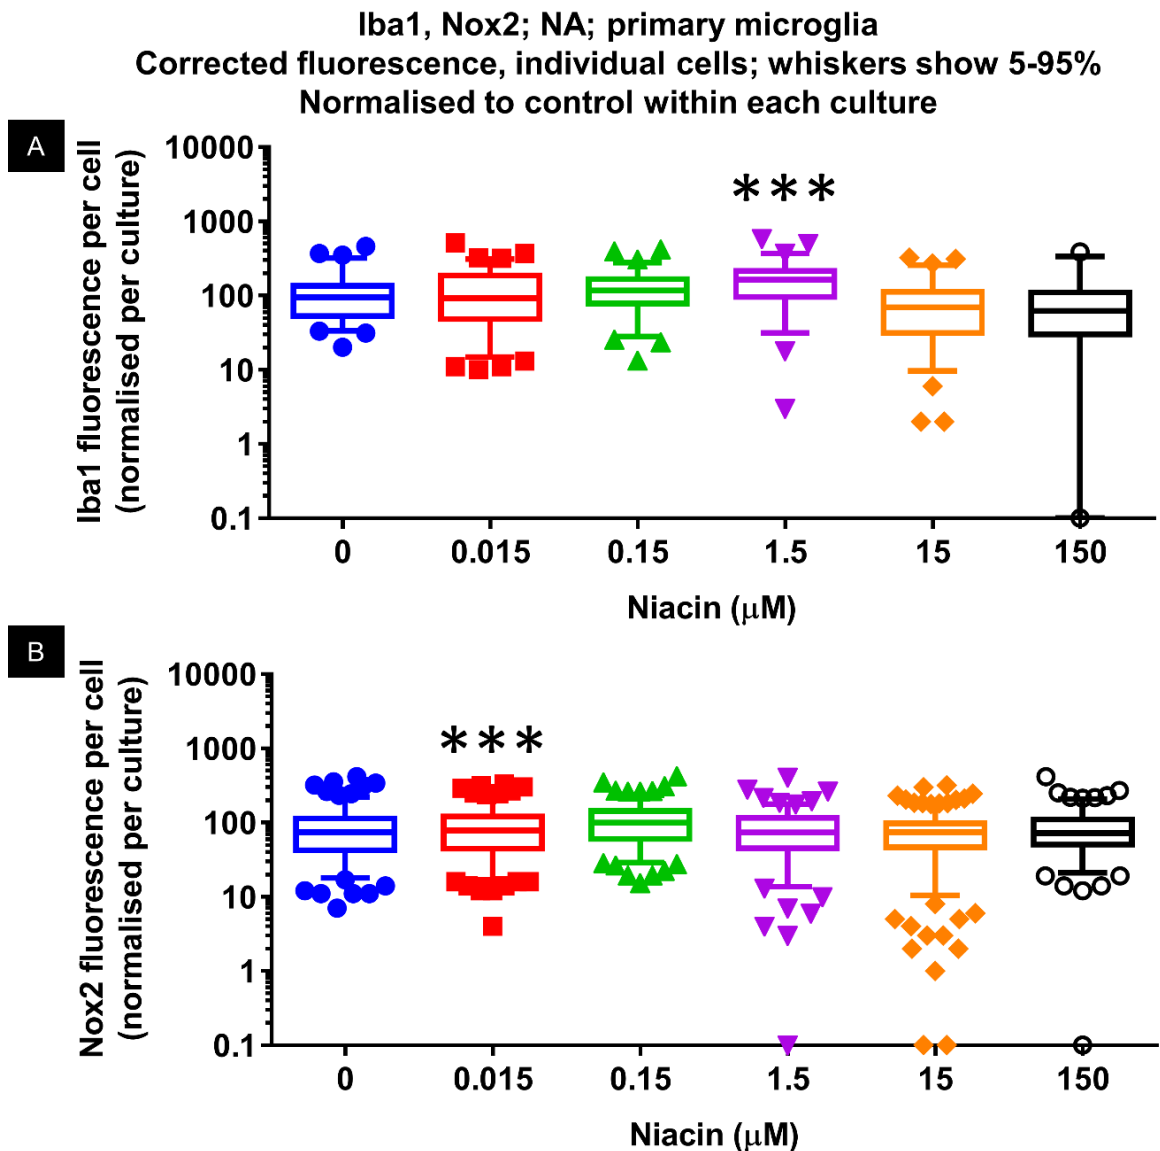 Iba1, Nox2; NA; primary microglia
Corrected fluorescence, individual cells; whiskers show 5-95%
Normalised to control within each culture
A
Iba1 fluorescence per cell
(normalised per culture)
10000
1000
100
10
1
0.1
***
0 0.015 0.15 1.5 15 150
Niacin (μM)
B
Nox2 fluorescence per cell
(normalised per culture)
10000
1000
100
10
1
0.1
***
0 0.015 0.15 1.5 15 150
Niacin (μM)